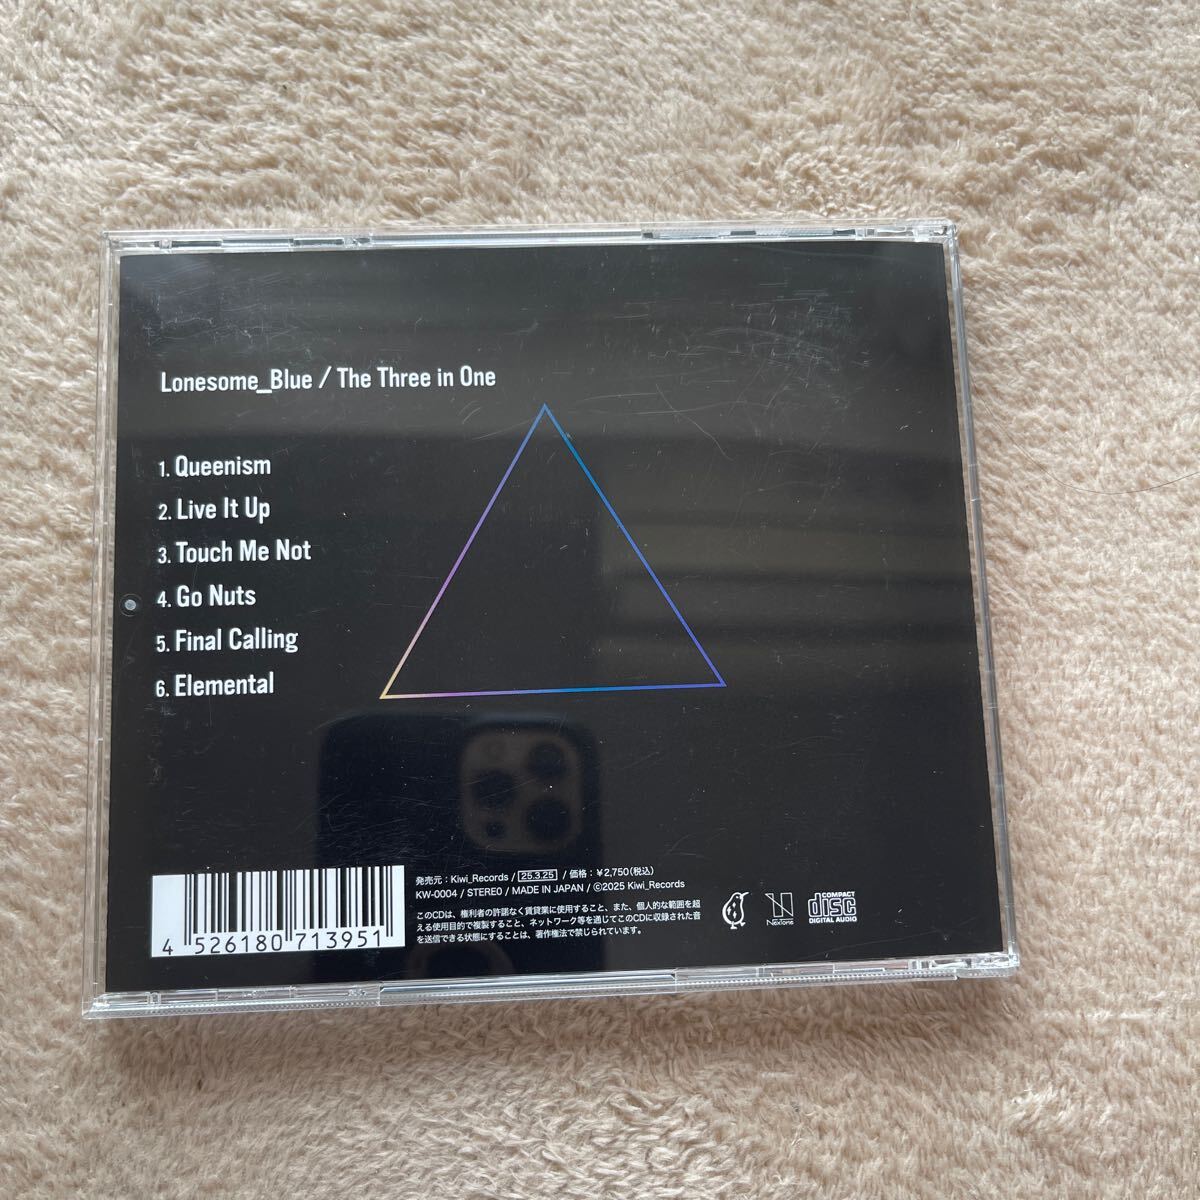 Lonesome_Blue / The Three in One
1. Queenism
2. Live It Up
3. Touch Me Not
4. Go Nuts
5. Final Calling
6. Elemental
発売元：Kiwi_Records / 25.3.25 / 価格：￥2,750(税込)
KW-0004 / STEREO / MADE IN JAPAN / ⓒ2025 Kiwi_Records
このCDは、権利者の許諾なく賃貸業に使用すること、また、個人的な範囲を超
える使用目的で複製すること、ネットワーク等を通じてこのCDに収録された音
を送信できる状態にすることは、著作権法で禁じられています。
4 526180 713951
NexTone
COMPACT
disc
DIGITAL AUDIO